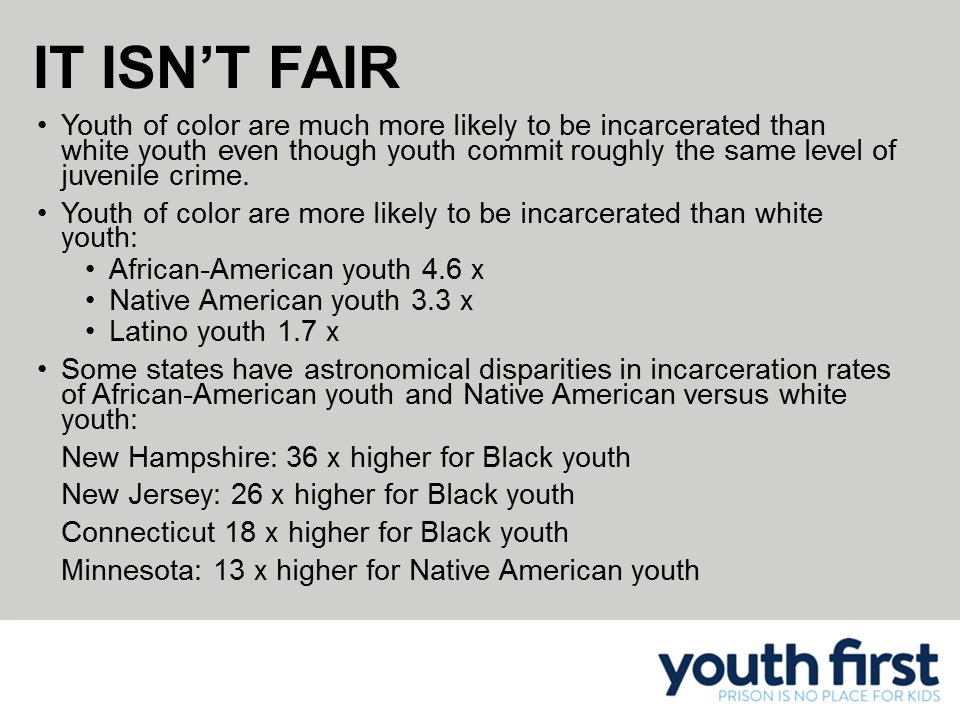 IT ISN’T FAIR
• Youth of color are much more likely to be incarcerated than
white youth even though youth commit roughly the same level of
juvenile crime.
• Youth of color are more likely to be incarcerated than white
youth:
• African-American youth 4.6 x
• Native American youth 3.3 x
• Latino youth 1.7 x
• Some states have astronomical disparities in incarceration rates
of African-American youth and Native American versus white
youth:
New Hampshire: 36 x higher for Black youth
New Jersey: 26 x higher for Black youth
Connecticut 18 x higher for Black youth
Minnesota: 13 x higher for Native American youth
youth first
PRISON IS NO PLACE FOR KIDS